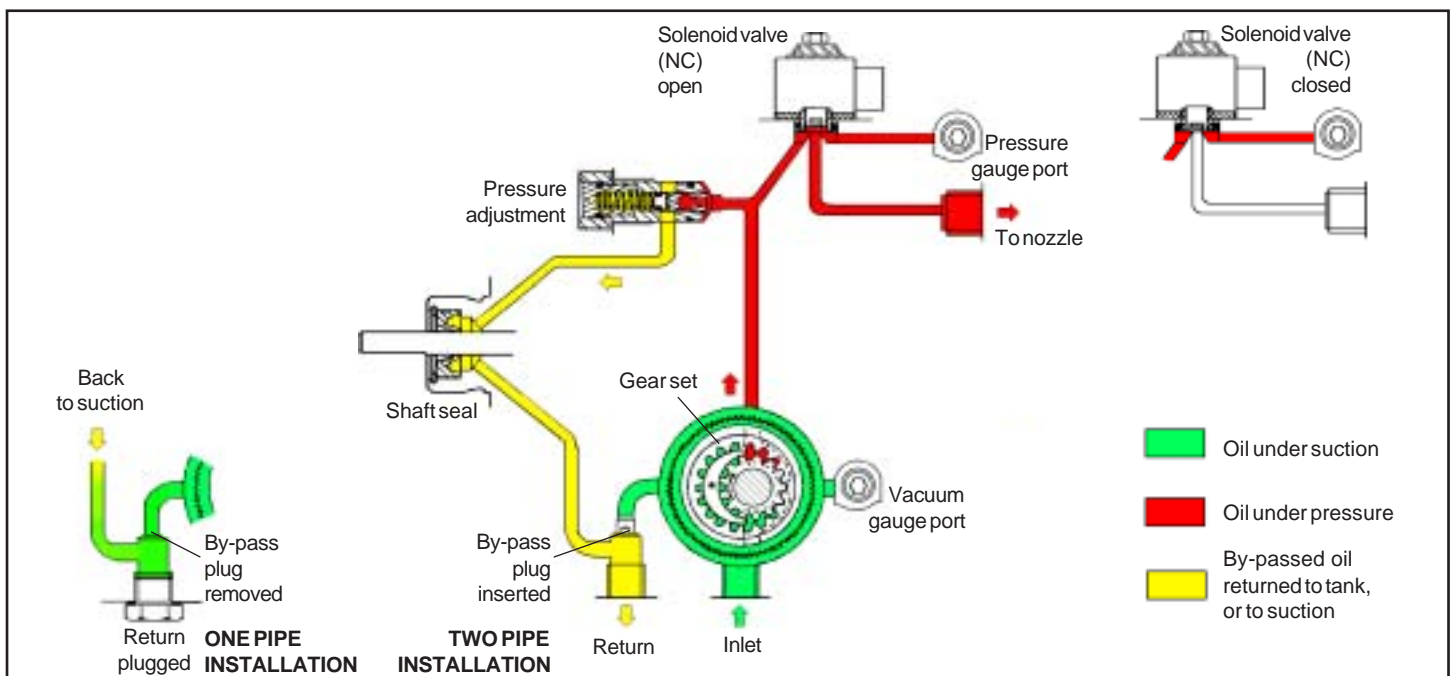 Solenoid valve
(NC)
open
Solenoid valve
(NC)
closed
Pressure
gauge port
Pressure
adjustment
To nozzle
Back
to suction
Shaft seal
Gear set
Vacuum
gauge port
By-pass
plug
removed
By-pass
plug
inserted
Return
plugged
ONE PIPE
INSTALLATION
TWO PIPE
INSTALLATION
Return
Inlet
Oil under suction
Oil under pressure
By-passed oil
returned to tank,
or to suction